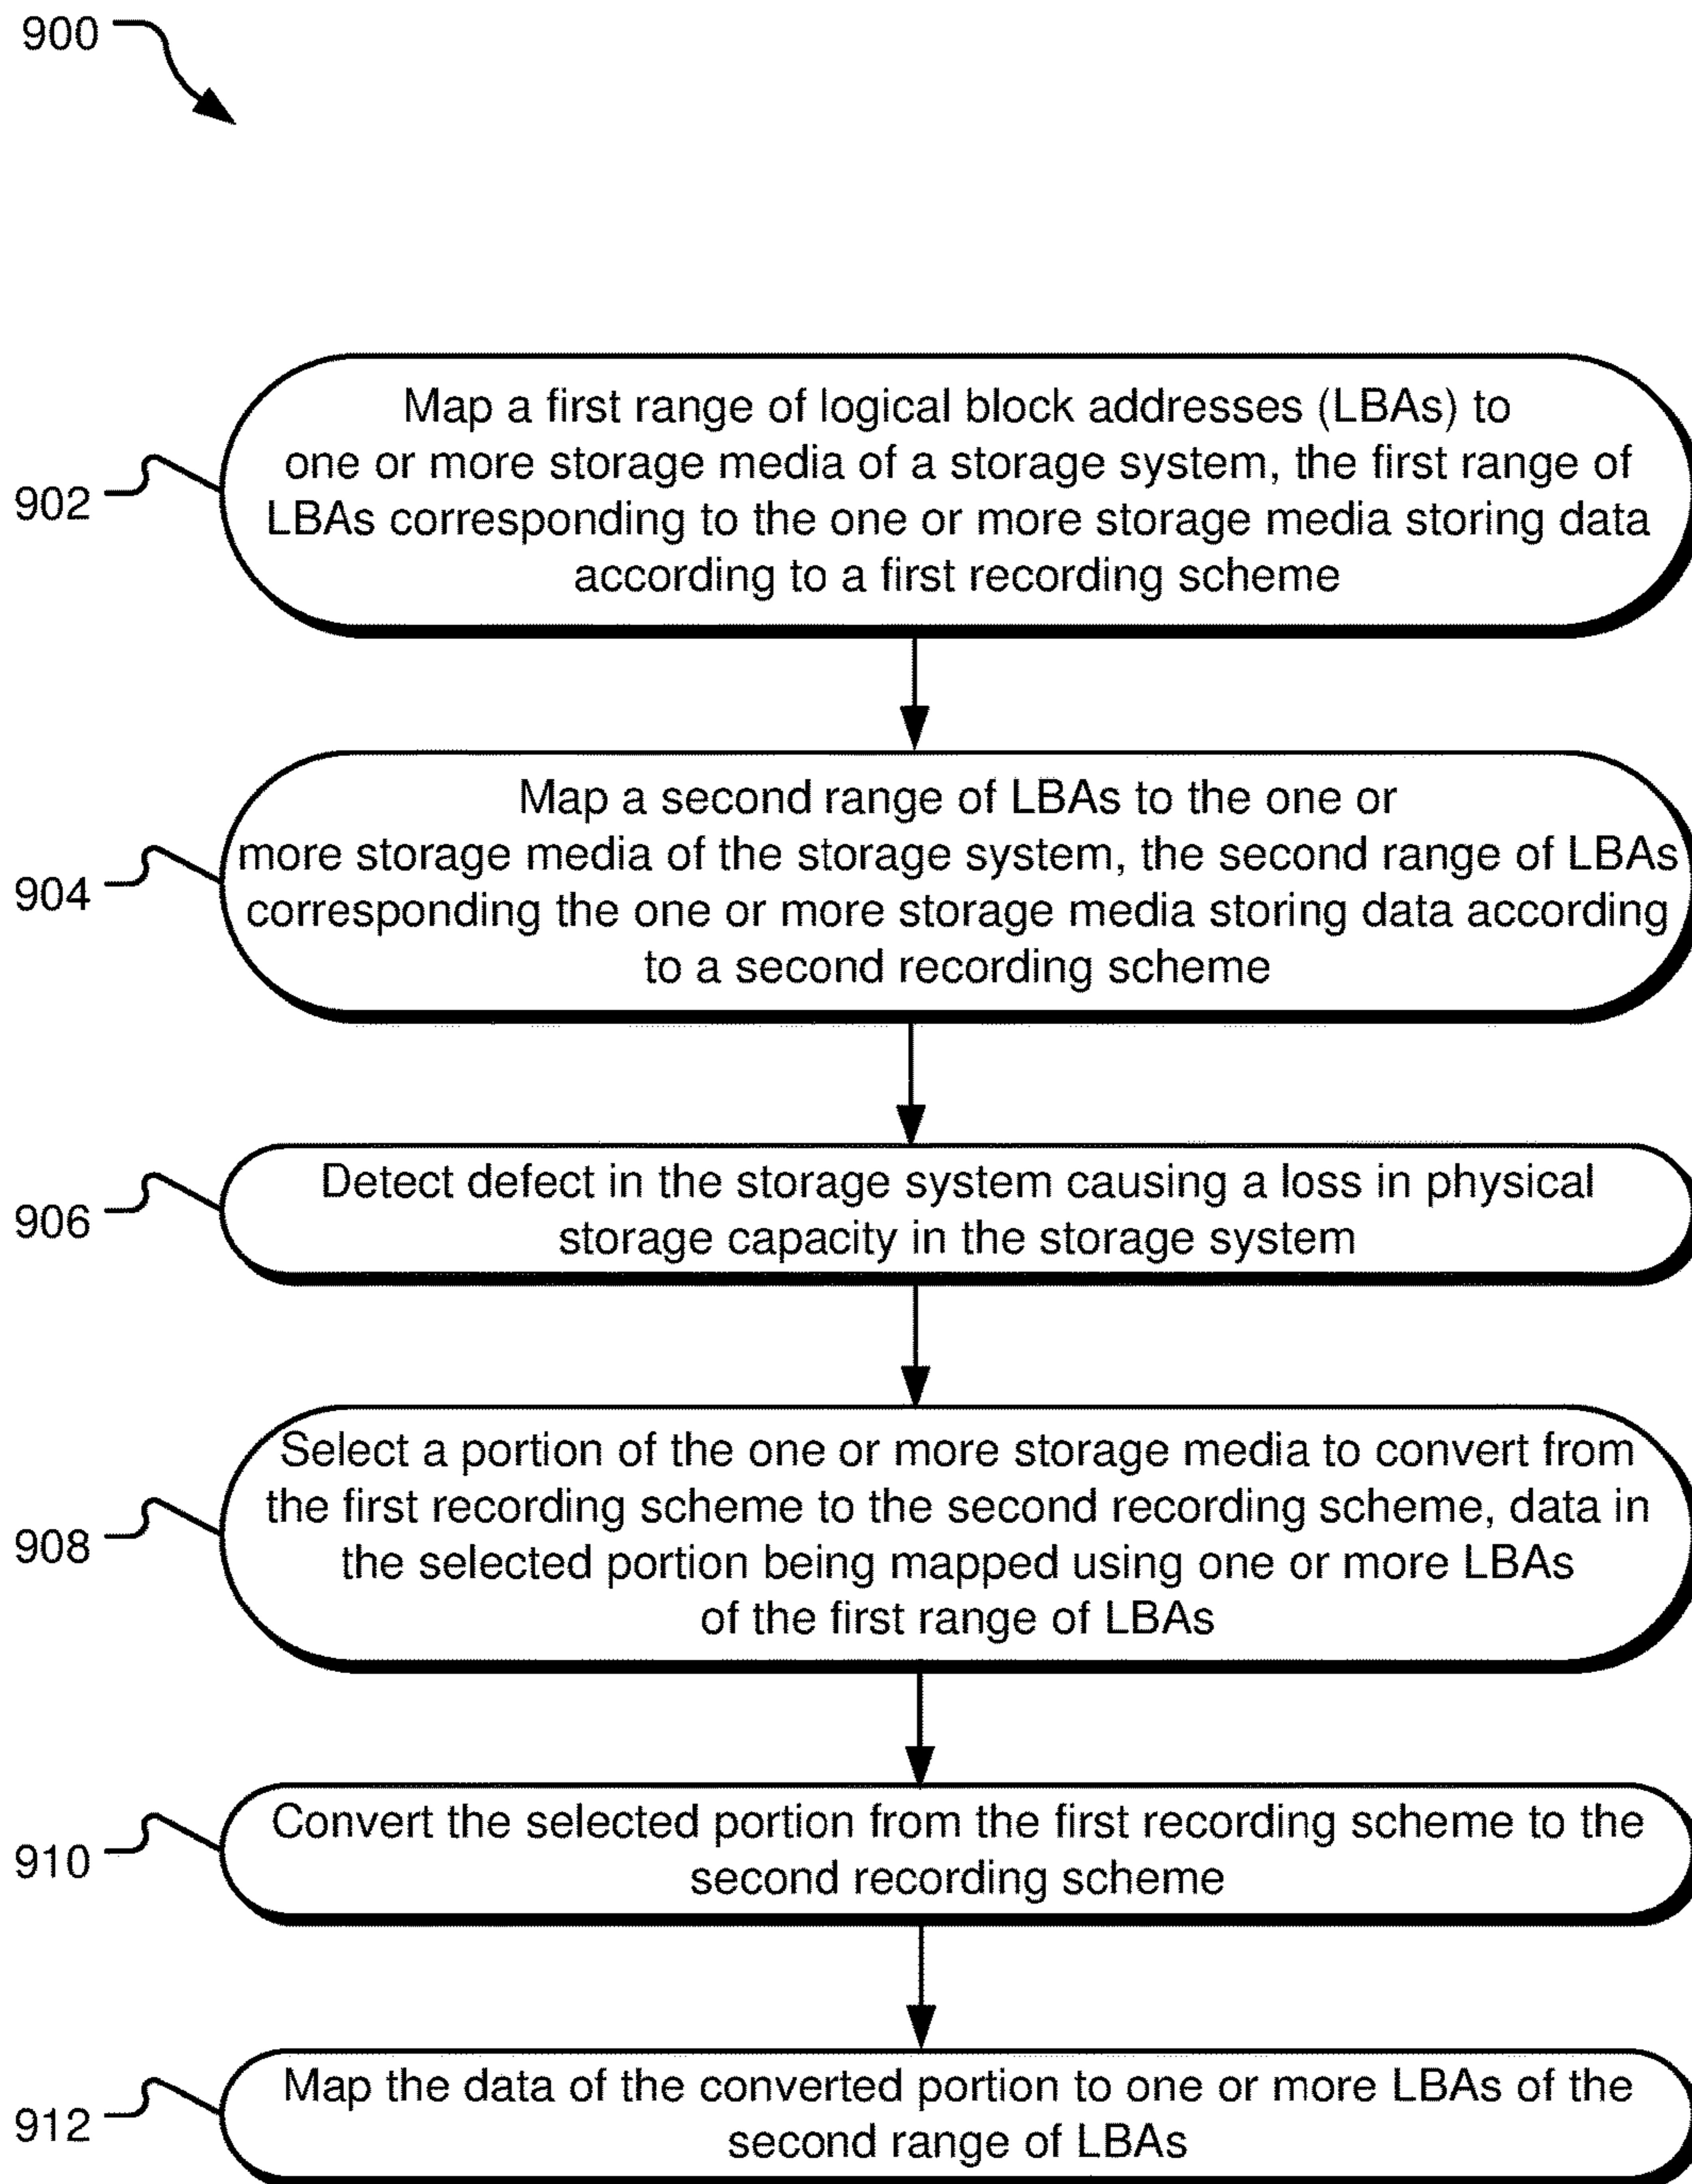 900
Map a first range of logical block addresses (LBAs) to
one or more storage media of a storage system, the first range of
LBAs corresponding to the one or more storage media storing data
according to a first recording scheme
902
Map a second range of LBAs to the one or
more storage media of the storage system, the second range of LBAs
corresponding the one or more storage media storing data according
to a second recording scheme
904
Detect defect in the storage system causing a loss in physical
storage capacity in the storage system
906
Select a portion of the one or more storage media to convert from
the first recording scheme to the second recording scheme, data in
the selected portion being mapped using one or more LBAs
of the first range of LBAs
908
Convert the selected portion from the first recording scheme to the
second recording scheme
910
Map the data of the converted portion to one or more LBAs of the
second range of LBAs
912